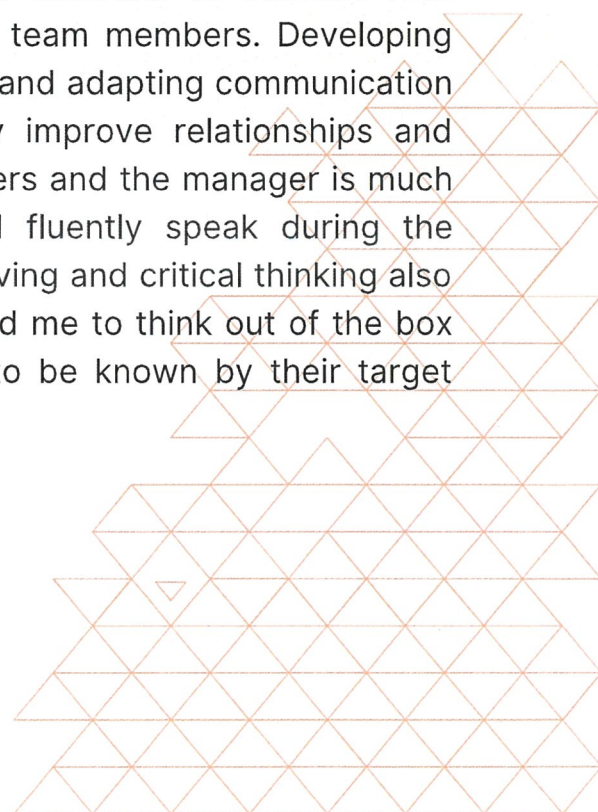 team members. Developing
and adapting communication
improve relationships and
ers and the manager is much
fluently speak during the
ving and critical thinking also
d me to think out of the box
o be known by their target